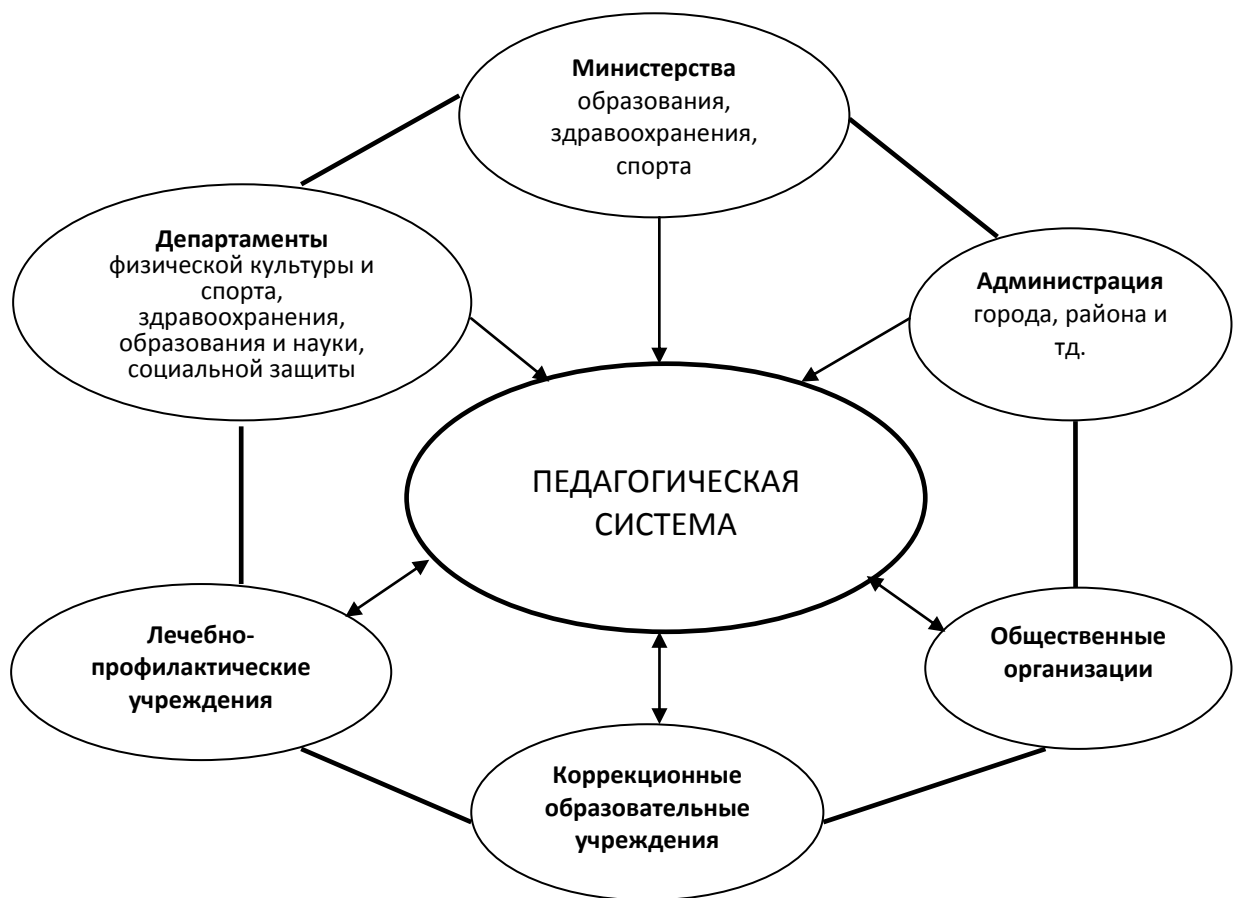 Министерства
образования,
здравоохранения,
спорта
Департаменты
физической культуры и
спорта,
здравоохранения,
образования и науки,
социальной защиты
Администрация
города, района и
тд.
ПЕДАГОГИЧЕСКАЯ
СИСТЕМА
Лечебно-
профилактические
учреждения
Общественные
организации
Коррекционные
образовательные
учреждения